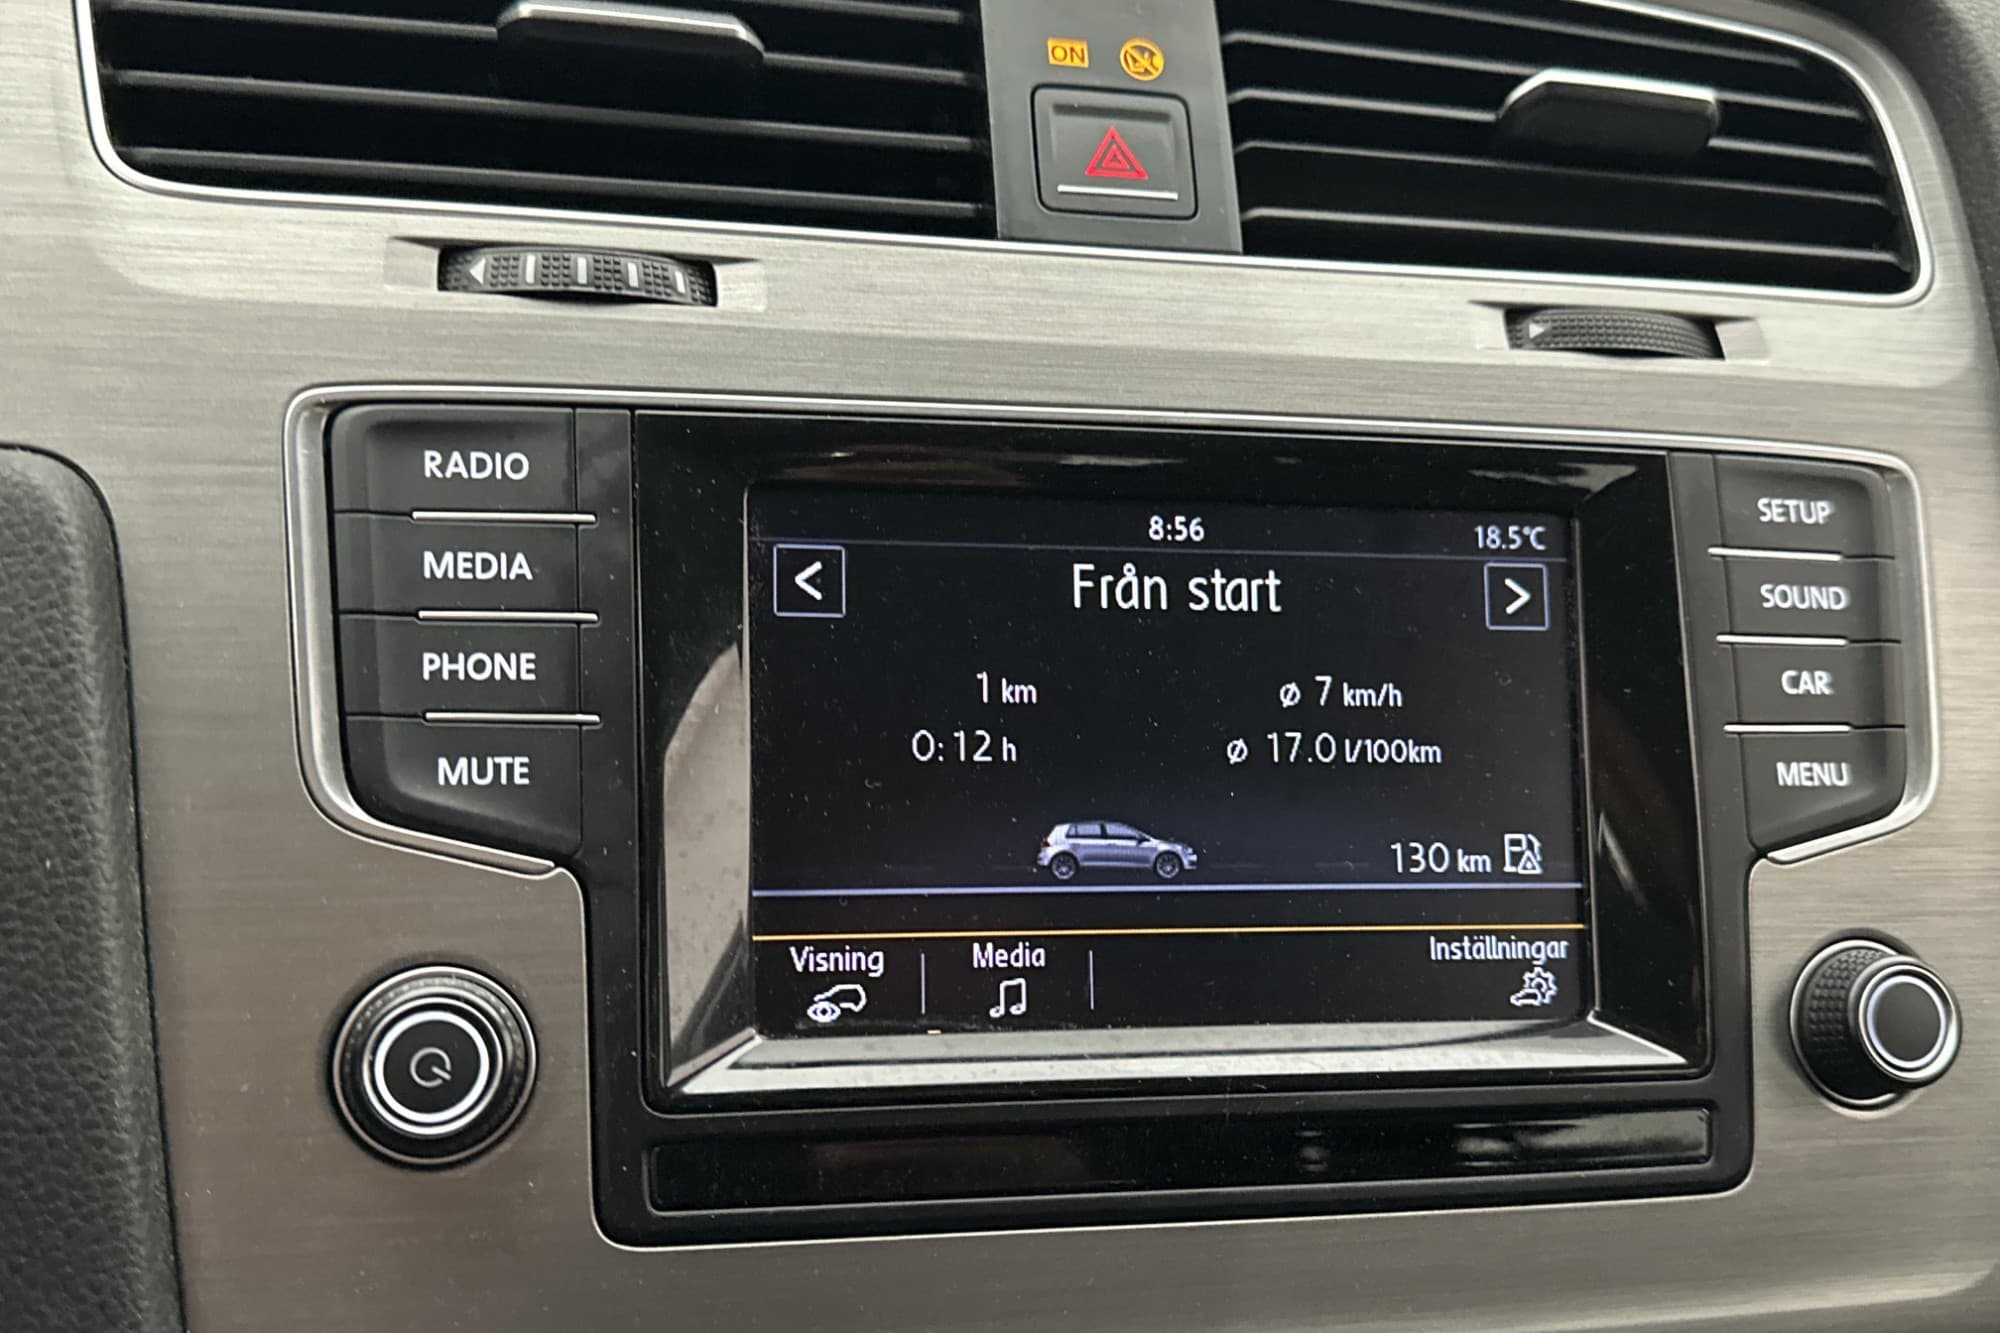 ON
RADIO
MEDIA
PHONE
MUTE
8:56
18.5°C
<
Från start
>
1 km
ø 7 km/h
0:12 h
ø 17.0 l/100km
130 km
Visning
Media
Inställningar
SETUP
SOUND
CAR
MENU